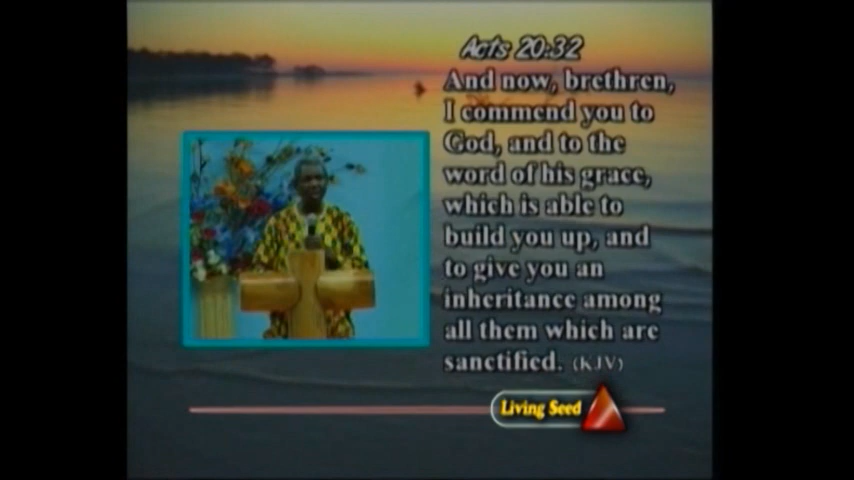 Acts 20:32
And now, brethren,
I commend you to
God, and to the
word of his grace,
which is able to
build you up, and
to give you an
inheritance among
all them which are
sanctified. (KJV)
Living Seed